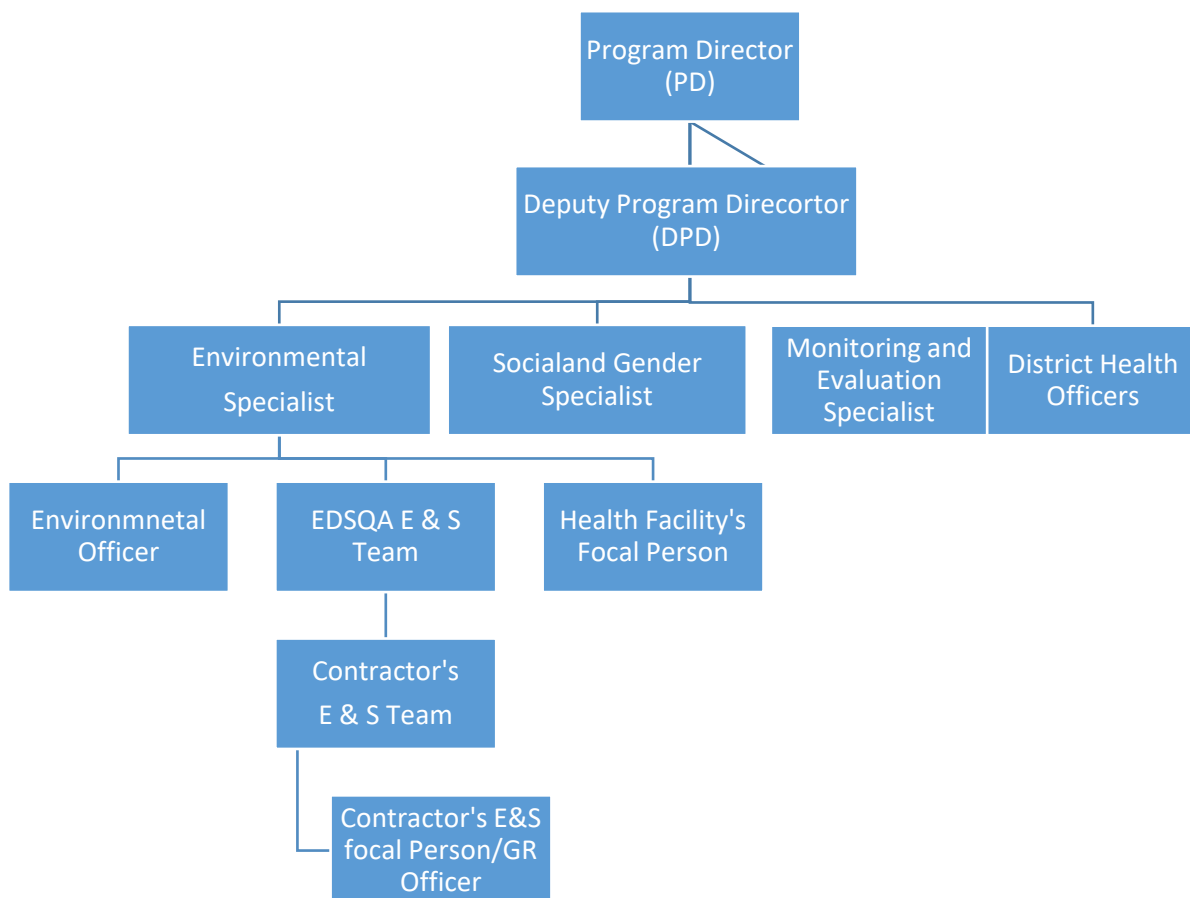 Program Director
(PD)
Deputy Program Direcortor
(DPD)
Environmental
Specialist
Socialand Gender
Specialist
Monitoring and
Evaluation
Specialist
District Health
Officers
Environmnetal
Officer
EDSQA E & S
Team
Health Facility's
Focal Person
Contractor's
E & S Team
Contractor's E&S
focal Person/GR
Officer